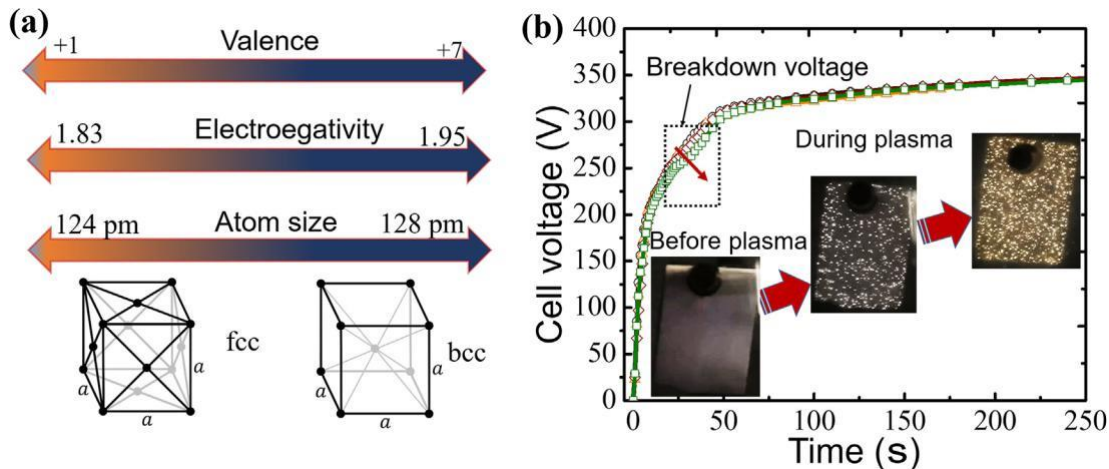 (a)
+1
Valence
+7
1.83
Electroegativity
1.95
124 pm
Atom size
128 pm
fcc
a
a
a
bcc
a
a
a
(b)
400
350
300
250
200
150
100
50
0
Cell voltage (V)
Breakdown voltage
During plasma
Before plasma
0 50 100 150 200 250
Time (s)